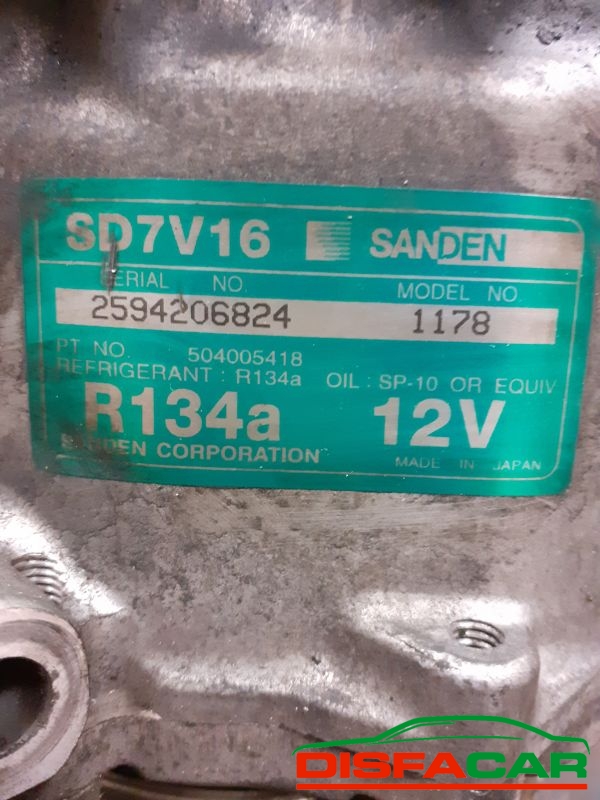 SD7V16 SANDEN
SERIAL NO. MODEL NO.
2594206824 1178
PT NO. 504005418
REFRIGERANT : R134a OIL : SP-10 OR EQUIV
R134a 12V
SANDEN CORPORATION MADE IN JAPAN
DISFACAR